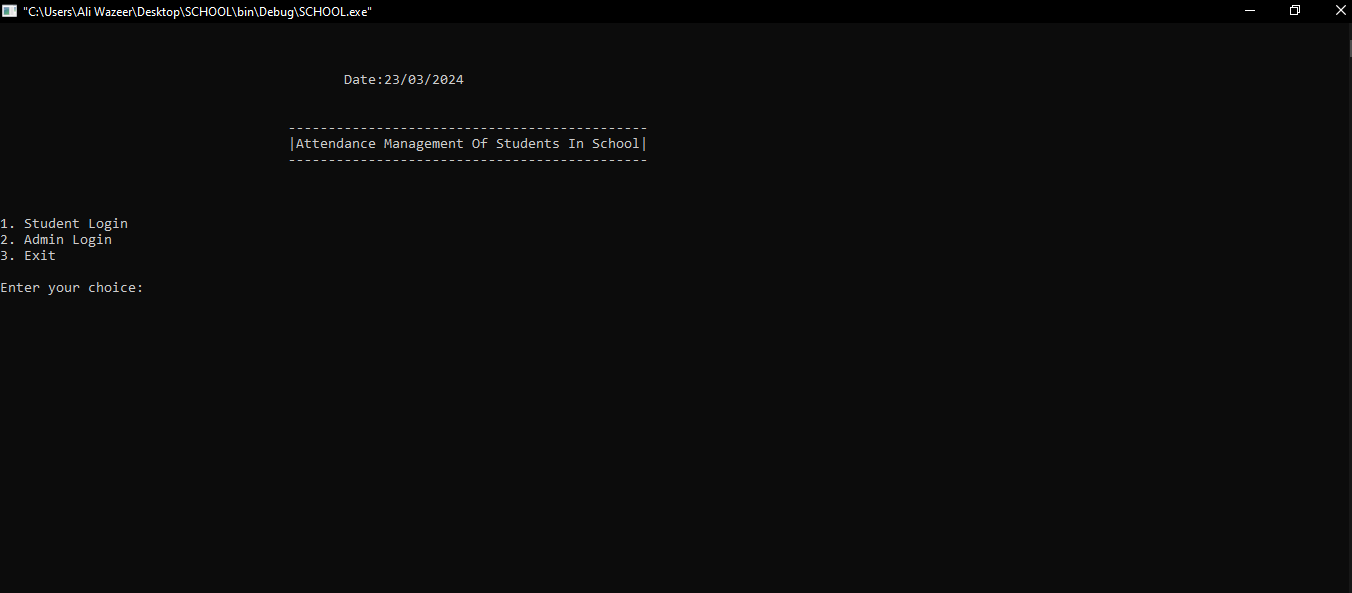 "C:\Users\Ali Wazeer\Desktop\SCHOOL\bin\Debug\SCHOOL.exe"
Date:23/03/2024
---------------------------------------------
|Attendance Management Of Students In School|
---------------------------------------------
1. Student Login
2. Admin Login
3. Exit
Enter your choice: